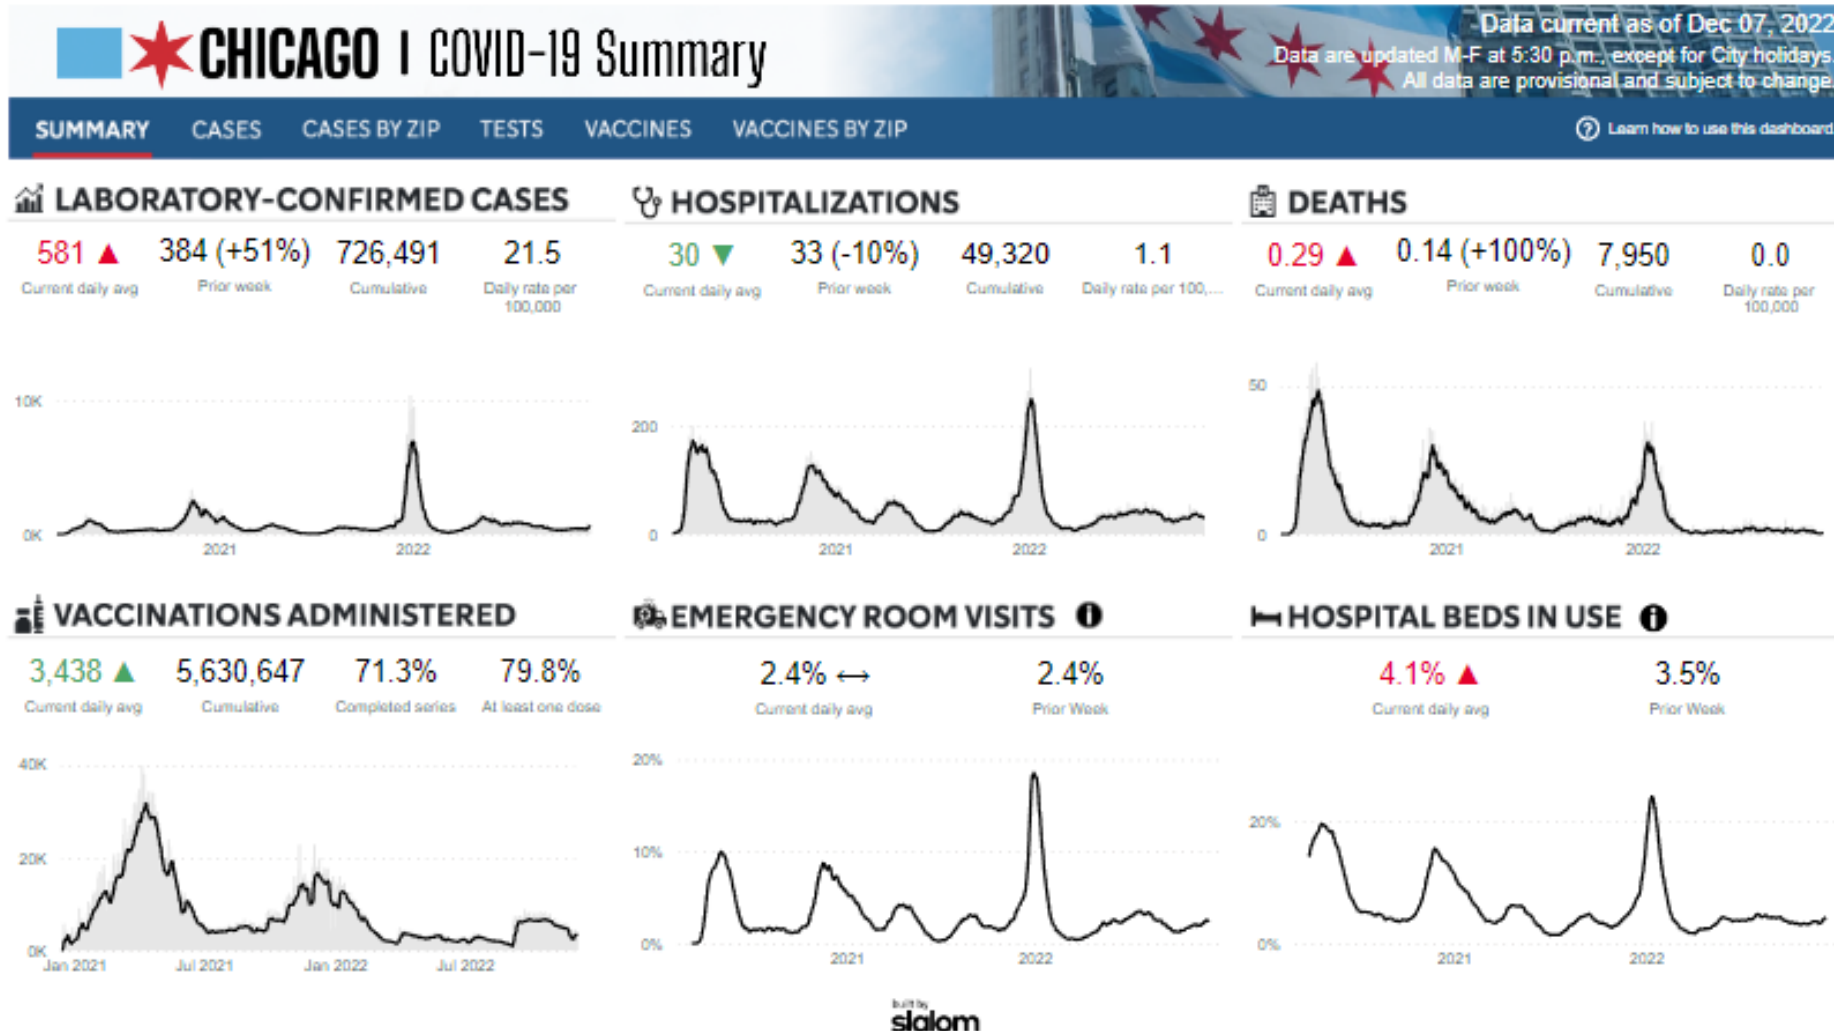 CHICAGO | COVID-19 Summary
Data current as of Dec 07, 2022
Data are updated M-F at 5:30 p.m., except for City holidays.
All data are provisional and subject to change.
SUMMARY CASES CASES BY ZIP TESTS VACCINES VACCINES BY ZIP
? Learn how to use this dashboard
LABORATORY-CONFIRMED CASES
581 ▲ 384 (+51%) 726,491 21.5
Current daily avg Prior week Cumulative Daily rate per
100,000
10K
0K
2021 2022
HOSPITALIZATIONS
30 ▼ 33 (-10%) 49,320 1.1
Current daily avg Prior week Cumulative Daily rate per 100,...
200
0
2021 2022
DEATHS
0.29 ▲ 0.14 (+100%) 7,950 0.0
Current daily avg Prior week Cumulative Daily rate per
100,000
50
0
2021 2022
VACCINATIONS ADMINISTERED
3,438 ▲ 5,630,647 71.3% 79.8%
Current daily avg Cumulative Completed series At least one dose
40K
20K
0K
Jan 2021 Jul 2021 Jan 2022 Jul 2022
EMERGENCY ROOM VISITS i
2.4% ↔ 2.4%
Current daily avg Prior Week
20%
10%
0%
2021 2022
HOSPITAL BEDS IN USE i
4.1% ▲ 3.5%
Current daily avg Prior Week
20%
0%
2021 2022
built by
slalom